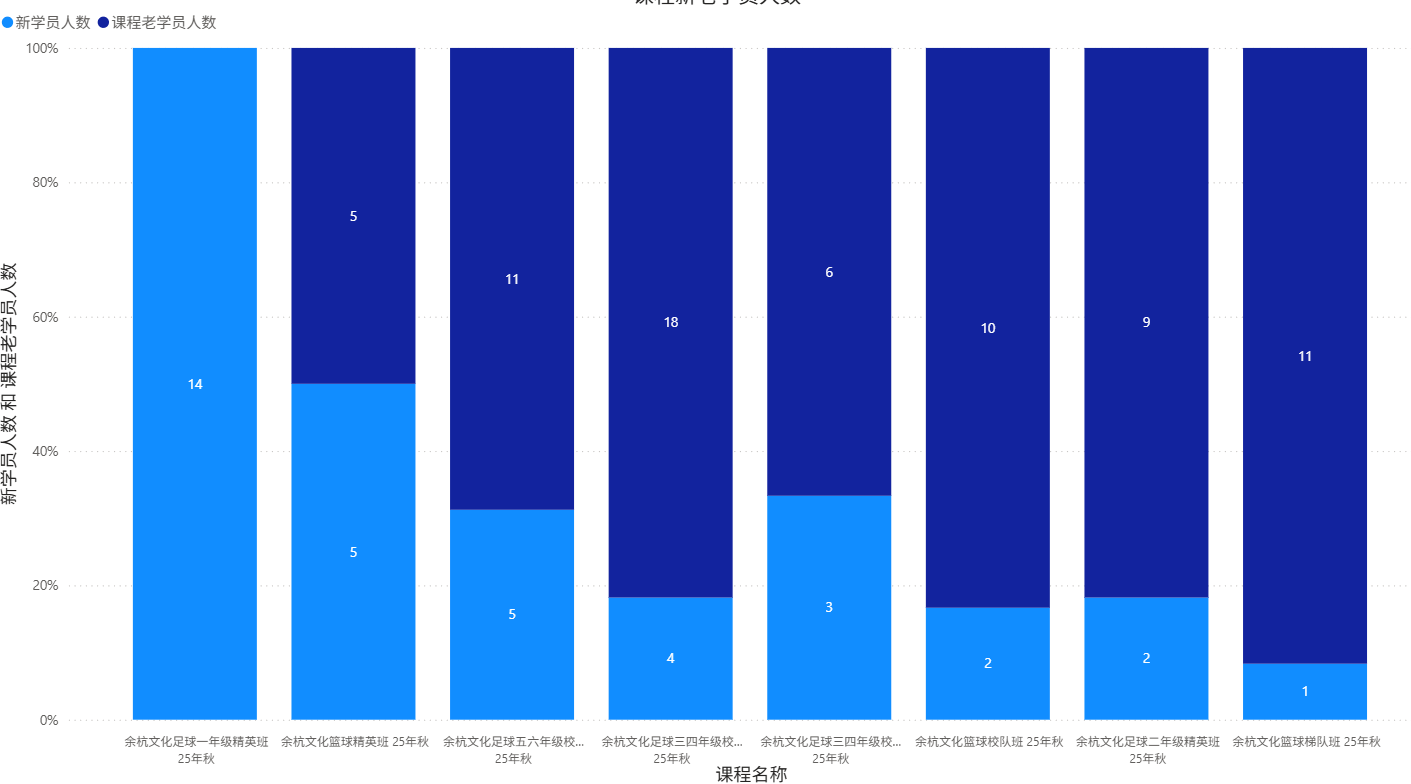 课程新老学员人数
新学员人数 课程老学员人数
100%
80%
60%
40%
20%
0%
新学员人数 和 课程老学员人数
14
5
5
11
5
18
4
6
3
10
2
9
2
11
1
余杭文化足球一年级精英班
25年秋
余杭文化篮球精英班 25年秋
余杭文化足球五六年级校...
25年秋
余杭文化足球三四年级校...
25年秋
余杭文化足球三四年级校...
25年秋
余杭文化篮球校队班 25年秋
余杭文化足球二年级精英班
25年秋
余杭文化篮球梯队班 25年秋
课程名称